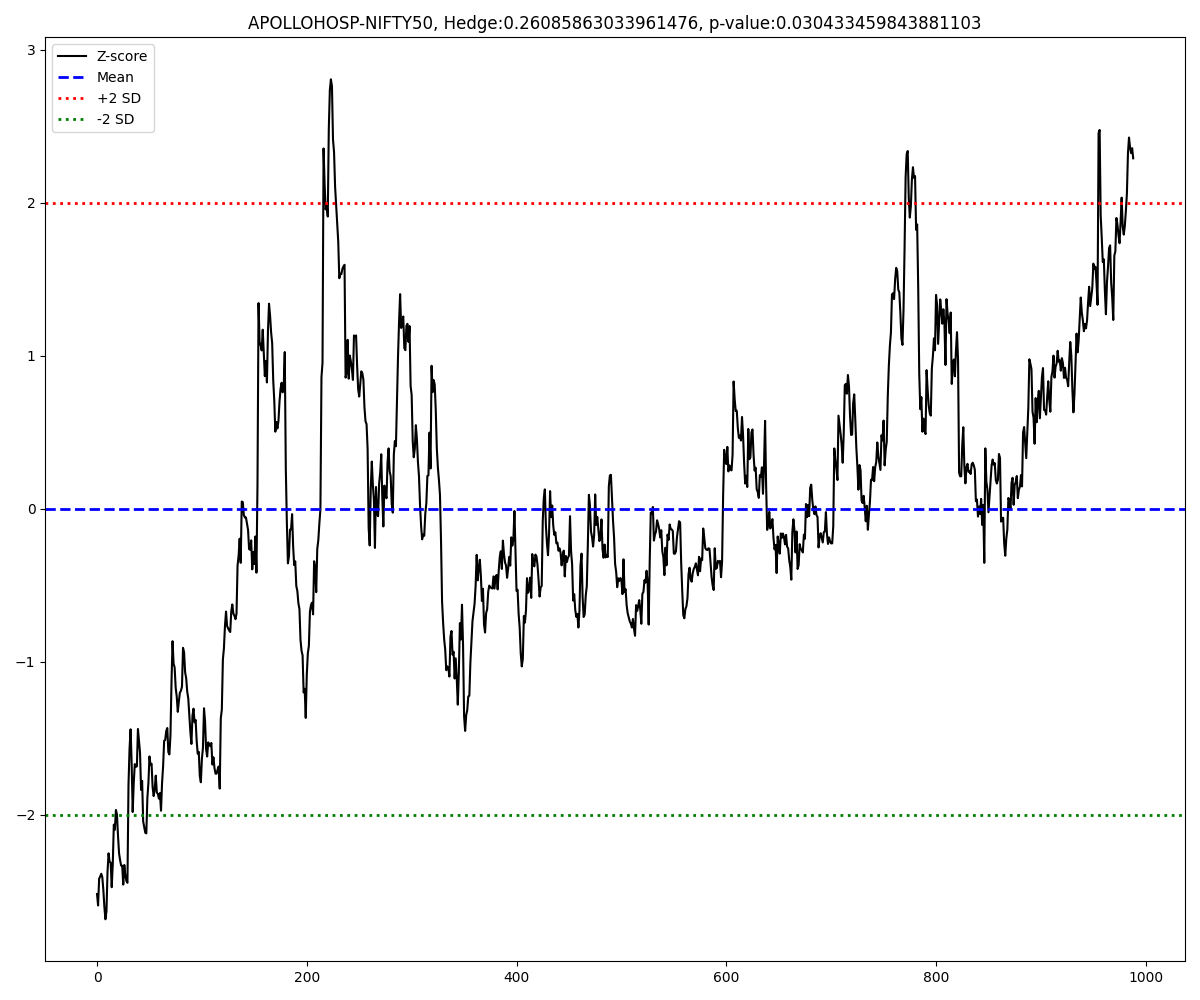 APOLLOHOSP-NIFTY50, Hedge:0.26085863033961476, p-value:0.030433459843881103
Z-score
Mean
+2 SD
-2 SD
3
2
1
0
−1
−2
0 200 400 600 800 1000